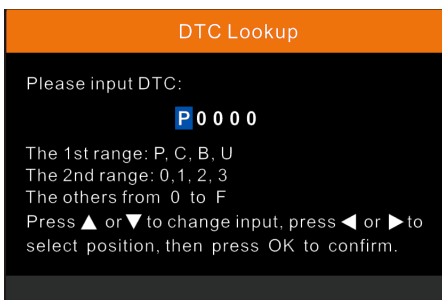 DTC Lookup
Please input DTC:
P0000
The 1st range: P, C, B, U
The 2nd range: 0,1, 2, 3
The others from 0 to F
Press ▲ or ▼ to change input, press ◀ or ▶ to
select position, then press OK to confirm.